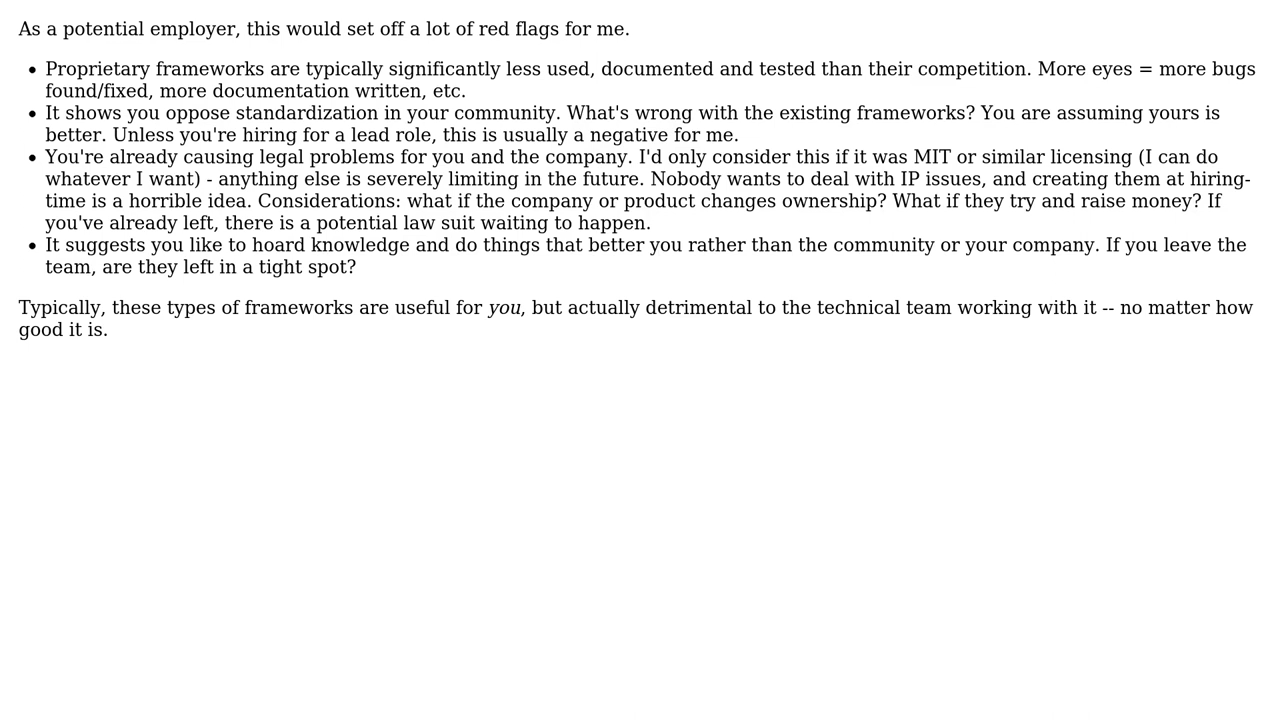 As a potential employer, this would set off a lot of red flags for me.
Proprietary frameworks are typically significantly less used, documented and tested than their competition. More eyes = more bugs
found/fixed, more documentation written, etc.
It shows you oppose standardization in your community. What's wrong with the existing frameworks? You are assuming yours is
better. Unless you're hiring for a lead role, this is usually a negative for me.
You're already causing legal problems for you and the company. I'd only consider this if it was MIT or similar licensing (I can do
whatever I want) - anything else is severely limiting in the future. Nobody wants to deal with IP issues, and creating them at hiring-
time is a horrible idea. Considerations: what if the company or product changes ownership? What if they try and raise money? If
you've already left, there is a potential law suit waiting to happen.
It suggests you like to hoard knowledge and do things that better you rather than the community or your company. If you leave the
team, are they left in a tight spot?
Typically, these types of frameworks are useful for you, but actually detrimental to the technical team working with it -- no matter how
good it is.